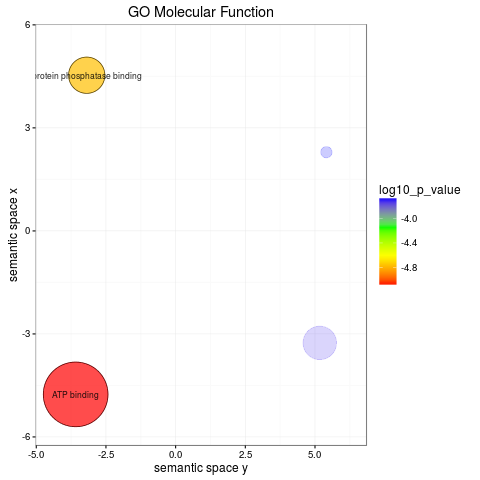 GO Molecular Function
6
3
0
-3
-6
semantic space x
rotein phosphatase binding
ATP binding
-5.0
-2.5
0.0
2.5
5.0
semantic space y
log10_p_value
-4.0
-4.4
-4.8